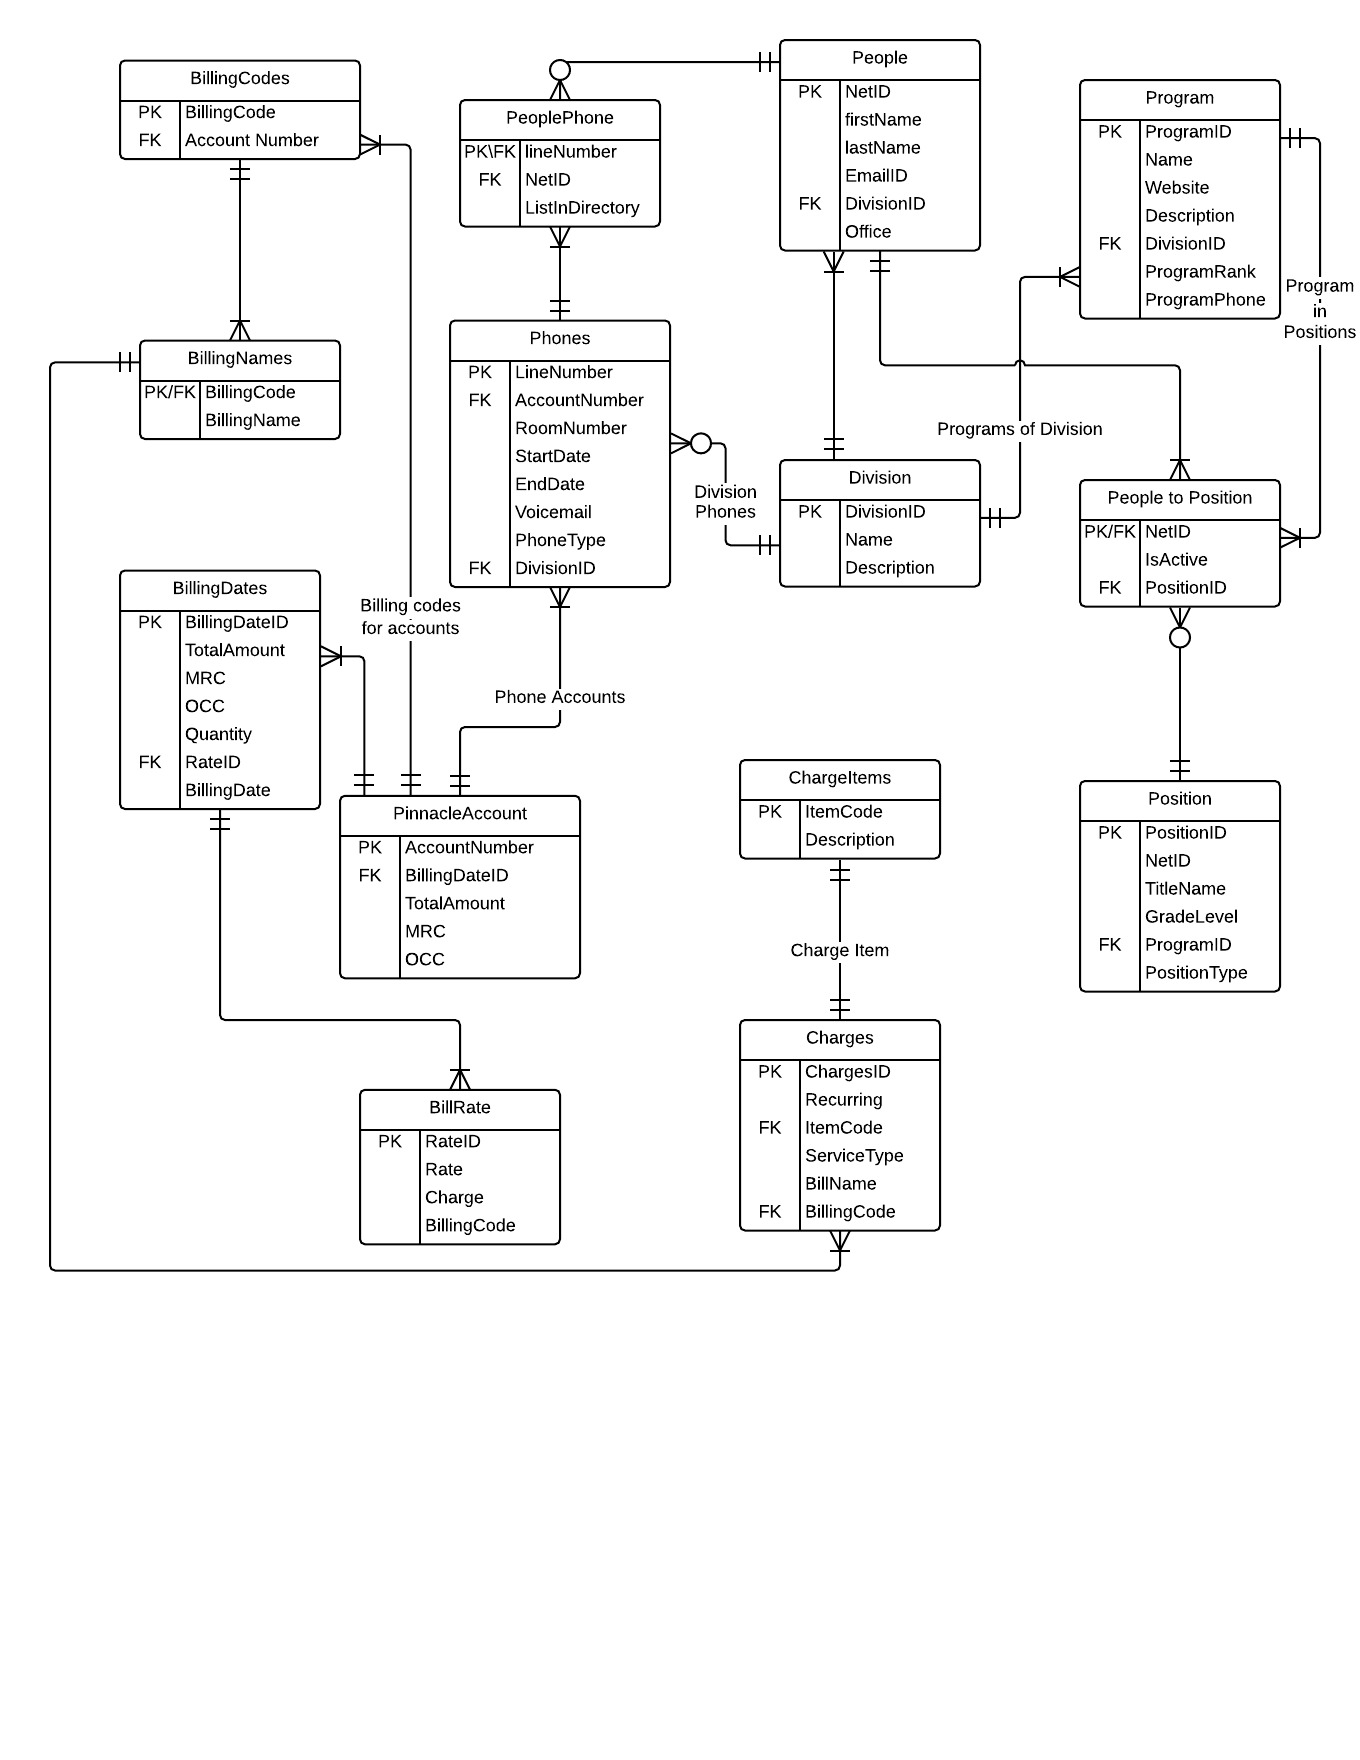 BillingCodes
PK BillingCode
FK Account Number
PeoplePhone
PK\FK lineNumber
FK NetID
ListInDirectory
People
PK NetID
firstName
lastName
EmailID
FK DivisionID
Office
Program
PK ProgramID
Name
Website
Description
FK DivisionID
ProgramRank
ProgramPhone
Program
in
Positions
BillingNames
PK/FK BillingCode
BillingName
Phones
PK LineNumber
FK AccountNumber
RoomNumber
StartDate
EndDate
Voicemail
PhoneType
FK DivisionID
Division
Phones
Programs of Division
Division
PK DivisionID
Name
Description
People to Position
PK/FK NetID
IsActive
FK PositionID
BillingDates
PK BillingDateID
TotalAmount
MRC
OCC
Quantity
FK RateID
BillingDate
Billing codes
for accounts
Phone Accounts
PinnacleAccount
PK AccountNumber
FK BillingDateID
TotalAmount
MRC
OCC
ChargeItems
PK ItemCode
Description
Charge Item
Position
PK PositionID
NetID
TitleName
GradeLevel
FK ProgramID
PositionType
BillRate
PK RateID
Rate
Charge
BillingCode
Charges
PK ChargesID
Recurring
FK ItemCode
ServiceType
BillName
FK BillingCode